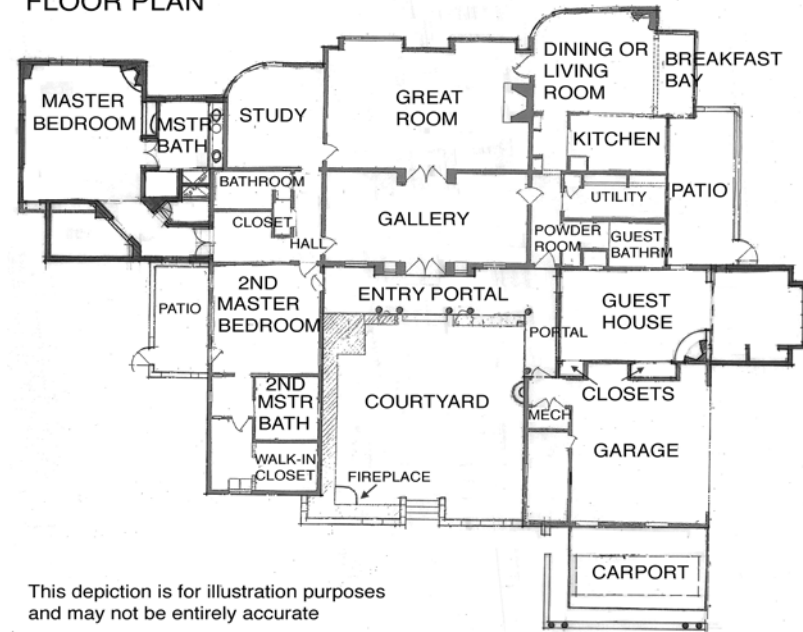 FLOOR PLAN
DINING OR
LIVING
ROOM
BREAKFAST
BAY
MASTER
BEDROOM
MSTR
BATH
STUDY
GREAT
ROOM
KITCHEN
BATHROOM
CLOSET
HALL
GALLERY
UTILITY
PATIO
POWDER
ROOM
GUEST
BATHRM
PATIO
2ND
MASTER
BEDROOM
ENTRY PORTAL
PORTAL
GUEST
HOUSE
2ND
MSTR
BATH
COURTYARD
CLOSETS
MECH
GARAGE
WALK-IN
CLOSET
FIREPLACE
CARPORT
This depiction is for illustration purposes
and may not be entirely accurate